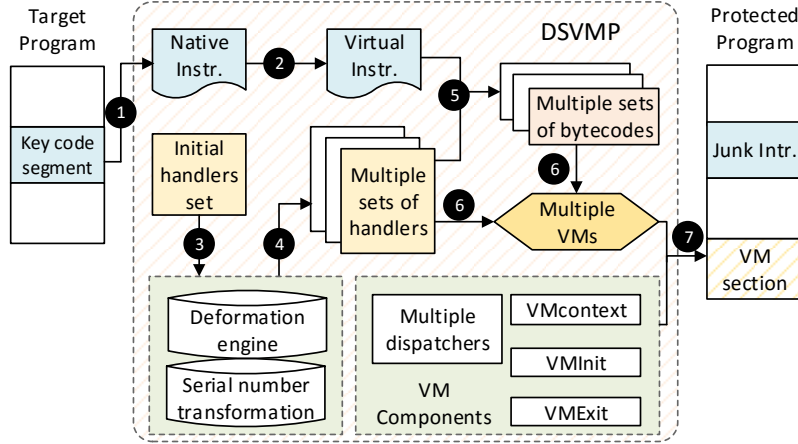 Target
Program
DSVMP
Protected
Program
Native
Instr.
2
Virtual
Instr.
1
5
Multiple sets
of bytecodes
Key code
segment
Initial
handlers
set
Multiple
sets of
handlers
6
6
Junk Intr.
Multiple
VMs
3
4
7
VM
section
Deformation
engine
Serial number
transformation
Multiple
dispatchers
VMcontext
VMInit
VMExit
VM
Components